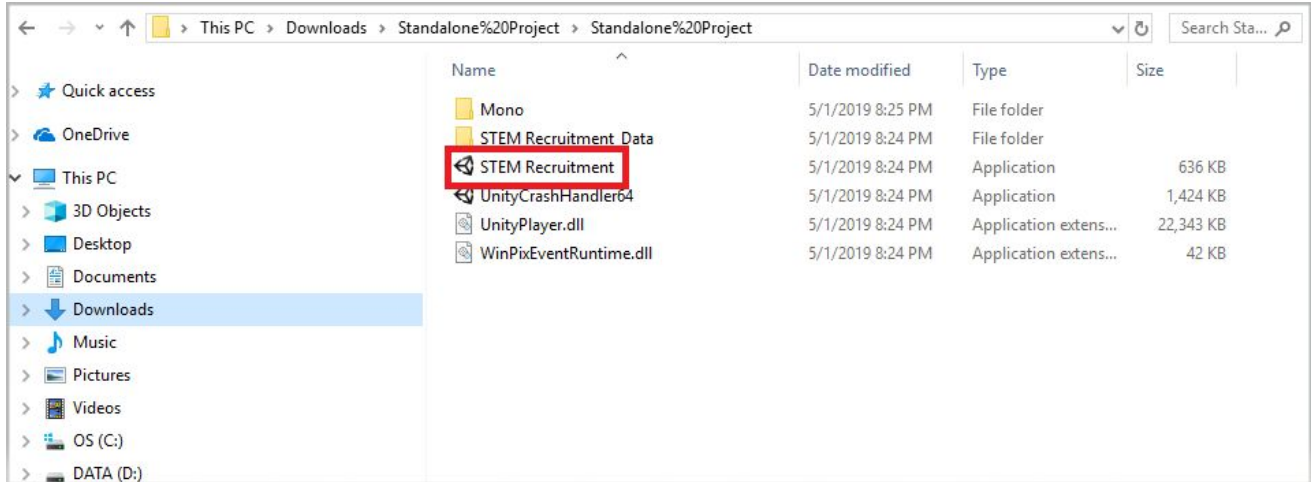 This PC > Downloads > Standalone%20Project > Standalone%20Project Search Sta...
Name Date modified Type Size
Quick access
OneDrive
This PC
3D Objects
Desktop
Documents
Downloads
Music
Pictures
Videos
OS (C:)
DATA (D:)
Mono 5/1/2019 8:25 PM File folder
STEM Recruitment_Data 5/1/2019 8:24 PM File folder
STEM Recruitment 5/1/2019 8:24 PM Application 636 KB
UnityCrashHandler64 5/1/2019 8:24 PM Application 1,424 KB
UnityPlayer.dll 5/1/2019 8:24 PM Application extens... 22,343 KB
WinPixEventRuntime.dll 5/1/2019 8:24 PM Application extens... 42 KB